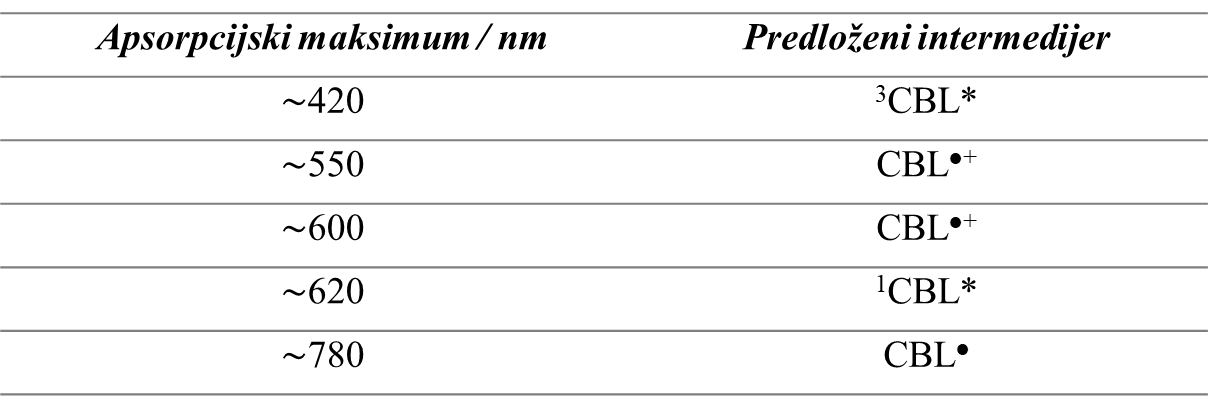 Apsorpcijski maksimum / nm Predloženi intermedijer
~420 ³CBL*
~550 CBL•⁺
~600 CBL•⁺
~620 ¹CBL*
~780 CBL•